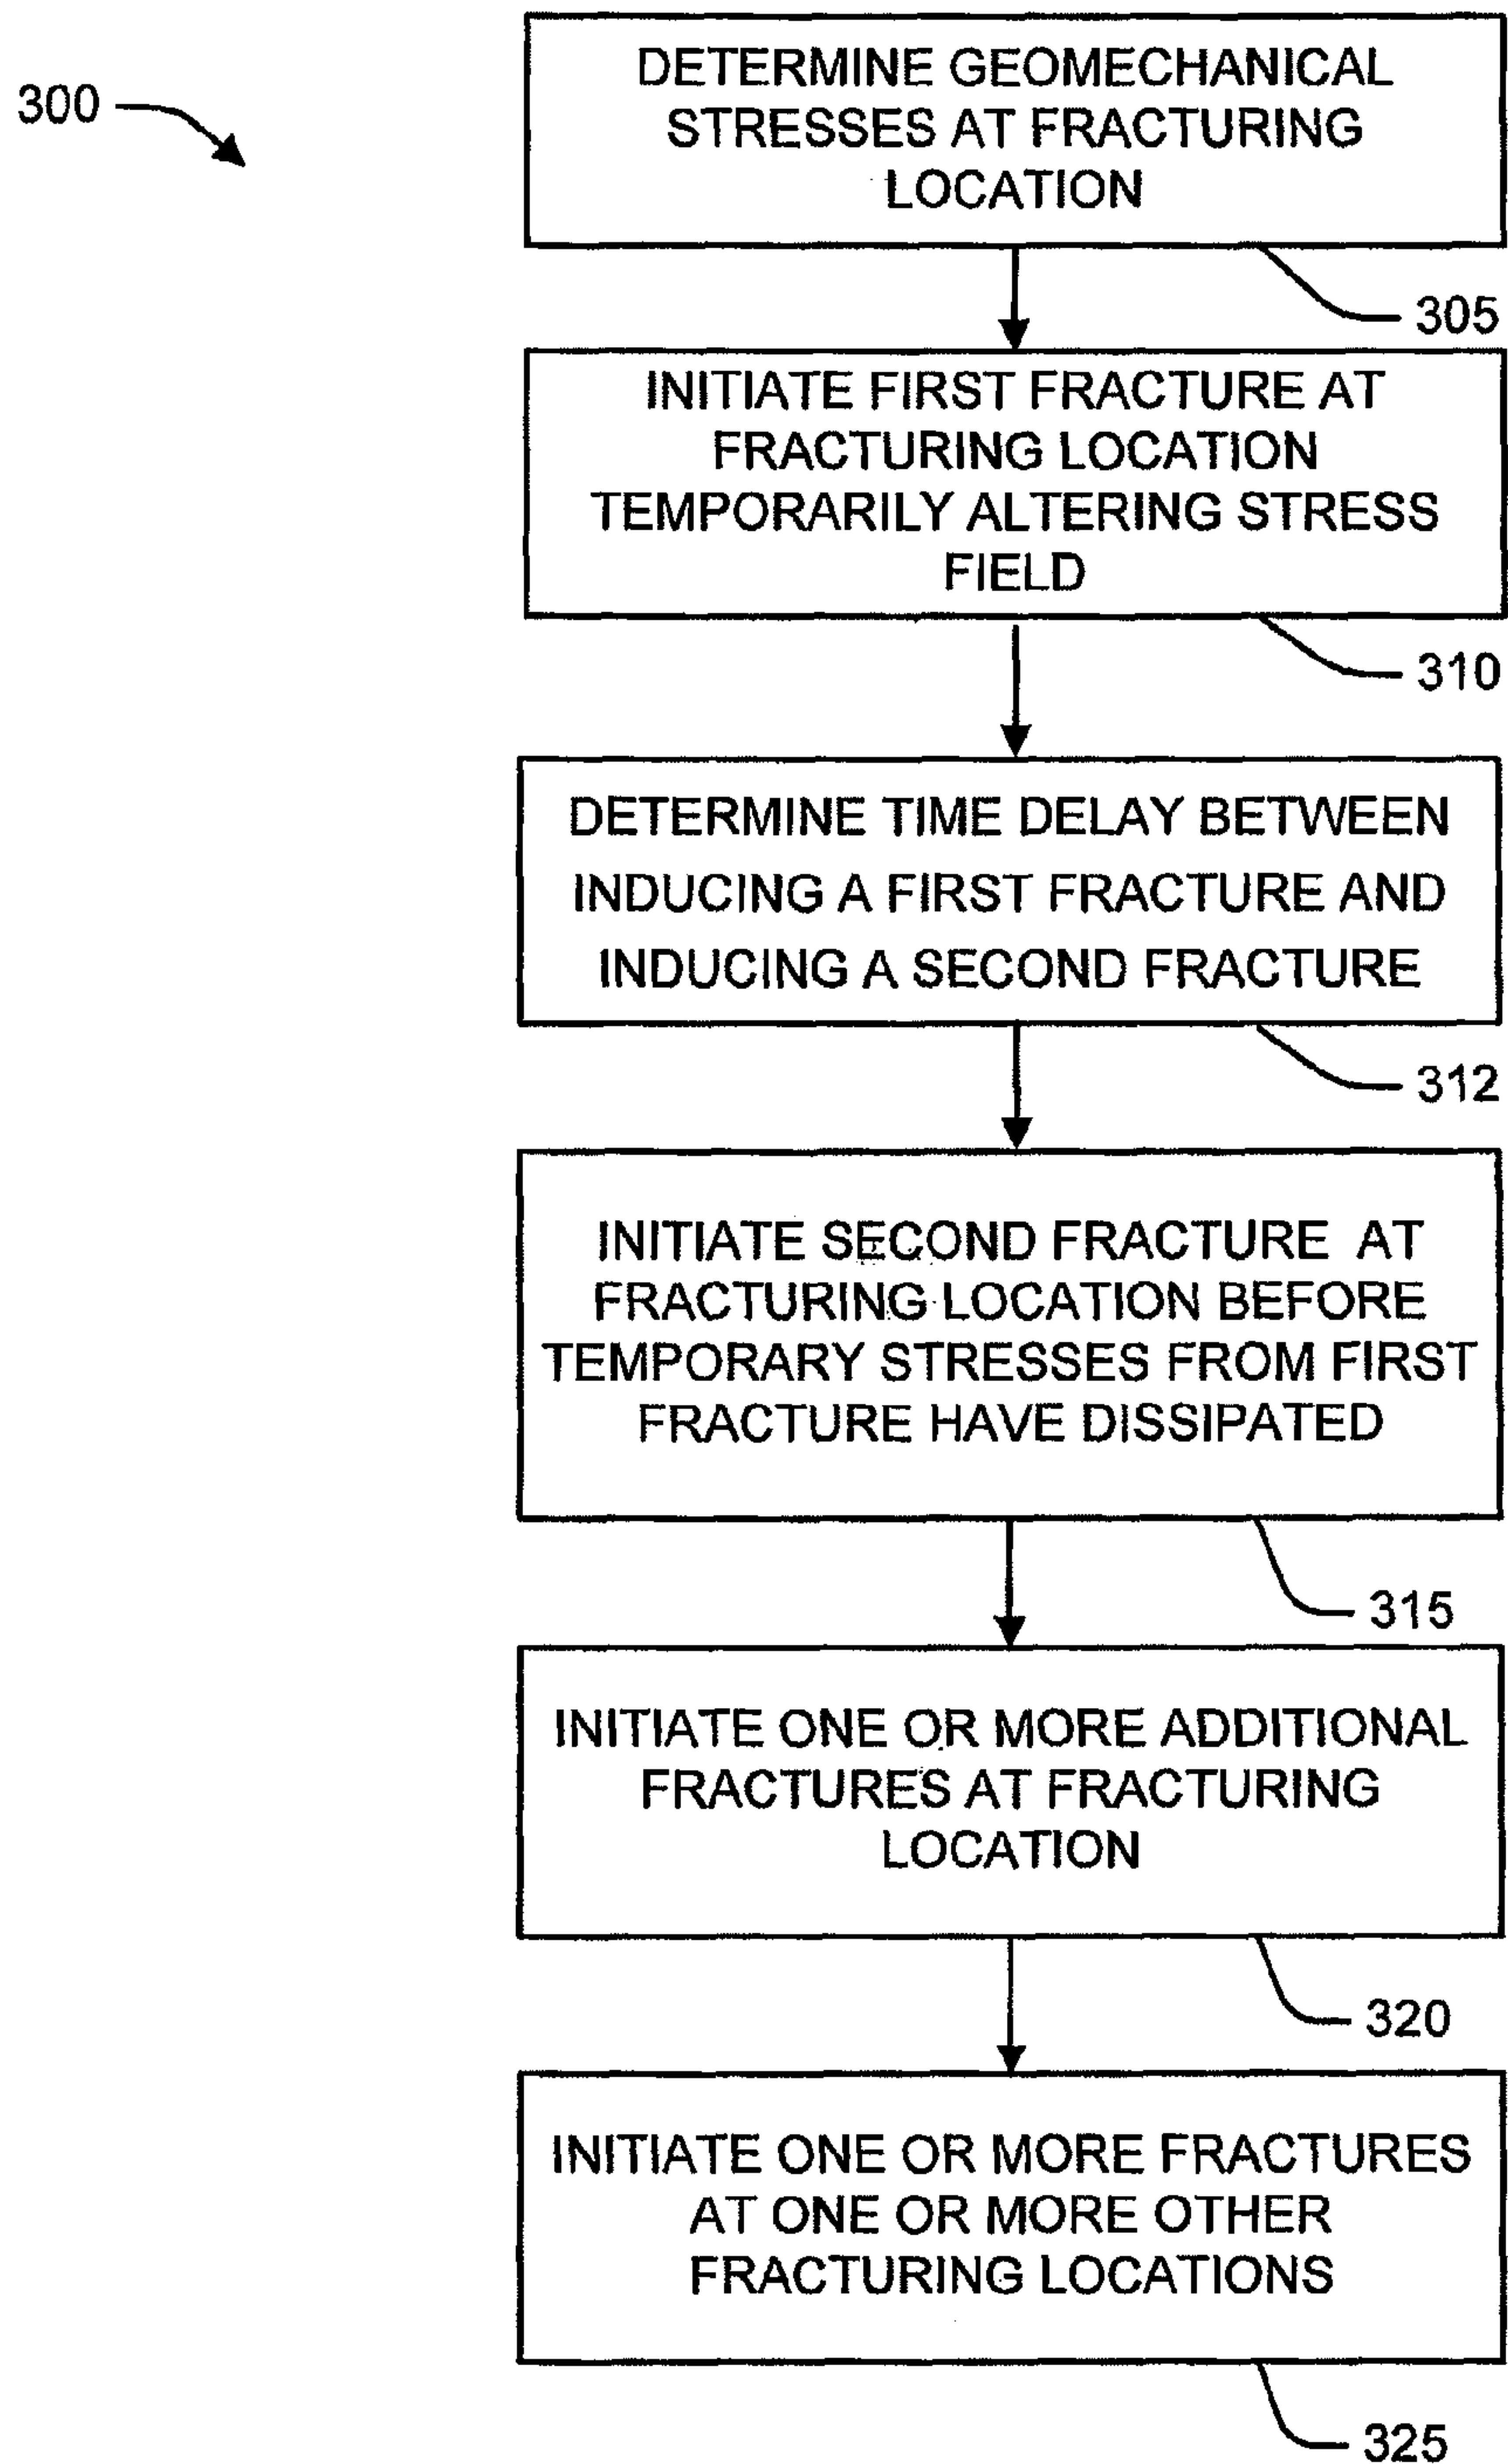 300
DETERMINE GEOMECHANICAL
STRESSES AT FRACTURING
LOCATION
305
INITIATE FIRST FRACTURE AT
FRACTURING LOCATION
TEMPORARILY ALTERING STRESS
FIELD
310
DETERMINE TIME DELAY BETWEEN
INDUCING A FIRST FRACTURE AND
INDUCING A SECOND FRACTURE
312
INITIATE SECOND FRACTURE AT
FRACTURING LOCATION BEFORE
TEMPORARY STRESSES FROM FIRST
FRACTURE HAVE DISSIPATED
315
INITIATE ONE OR MORE ADDITIONAL
FRACTURES AT FRACTURING
LOCATION
320
INITIATE ONE OR MORE FRACTURES
AT ONE OR MORE OTHER
FRACTURING LOCATIONS
325